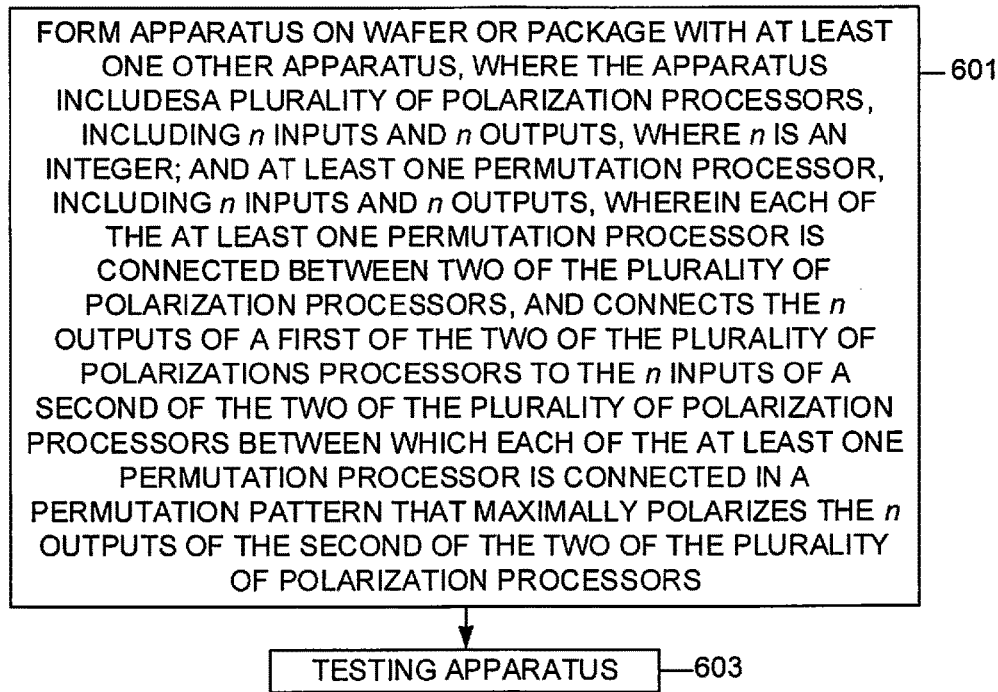 FORM APPARATUS ON WAFER OR PACKAGE WITH AT LEAST
ONE OTHER APPARATUS, WHERE THE APPARATUS
INCLUDESA PLURALITY OF POLARIZATION PROCESSORS,
INCLUDING n INPUTS AND n OUTPUTS, WHERE n IS AN
INTEGER; AND AT LEAST ONE PERMUTATION PROCESSOR,
INCLUDING n INPUTS AND n OUTPUTS, WHEREIN EACH OF
THE AT LEAST ONE PERMUTATION PROCESSOR IS
CONNECTED BETWEEN TWO OF THE PLURALITY OF
POLARIZATION PROCESSORS, AND CONNECTS THE n
OUTPUTS OF A FIRST OF THE TWO OF THE PLURALITY OF
POLARIZATIONS PROCESSORS TO THE n INPUTS OF A
SECOND OF THE TWO OF THE PLURALITY OF POLARIZATION
PROCESSORS BETWEEN WHICH EACH OF THE AT LEAST ONE
PERMUTATION PROCESSOR IS CONNECTED IN A
PERMUTATION PATTERN THAT MAXIMALLY POLARIZES THE n
OUTPUTS OF THE SECOND OF THE TWO OF THE PLURALITY
OF POLARIZATION PROCESSORS
601
TESTING APPARATUS
603